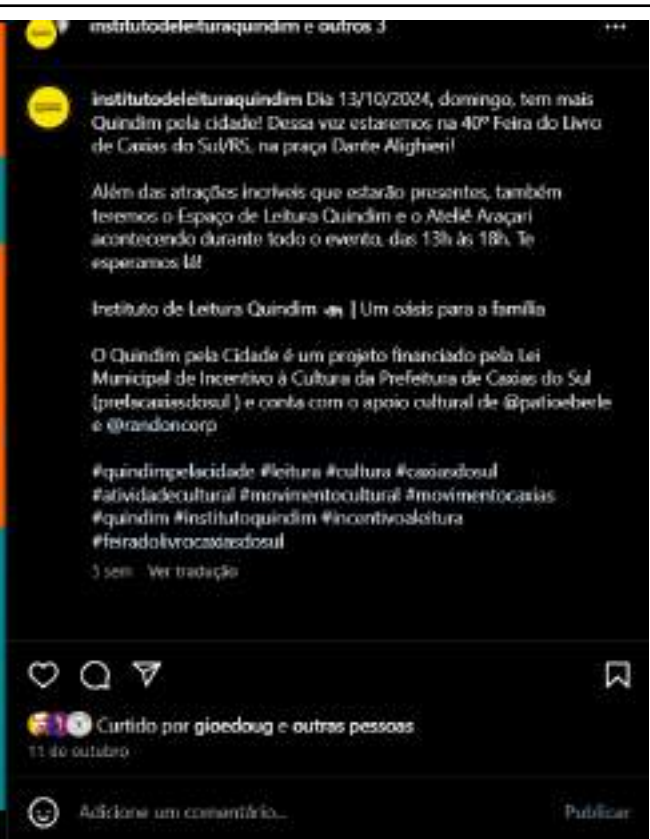 institutodeleituraquindim e outros 3
institutodeleituraquindim Dia 13/10/2024, domingo, tem mais
Quindim pela cidade! Dessa vez estaremos na 40ª Feira do Livro
de Caxias do Sul/RS, na praça Dante Alighieri!
Além das atrações incríveis que estarão presentes, também
teremos o Espaço de Leitura Quindim e o Ateliê Araçari
acontecendo durante todo o evento, das 13h às 18h. Te
esperamos lá!
Instituto de Leitura Quindim | Um oásis para a família
O Quindim pela Cidade é um projeto financiado pela Lei
Municipal de Incentivo à Cultura da Prefeitura de Caxias do Sul
(prefacaxiasdosul ) e conta com o apoio cultural de @patioeberle
e @randoncorp
#quindimpelacidade #leitura #cultura #caxiasdosul
#atividadecultural #movimentocultural #movimentocaxias
#quindim #institutoquindim #incentivoaleitura
#feiradolivrocaxiasdosul
5 sem Ver tradução
Curtido por gioedoug e outras pessoas
11 de outubro
Adicione um comentário...
Publicar